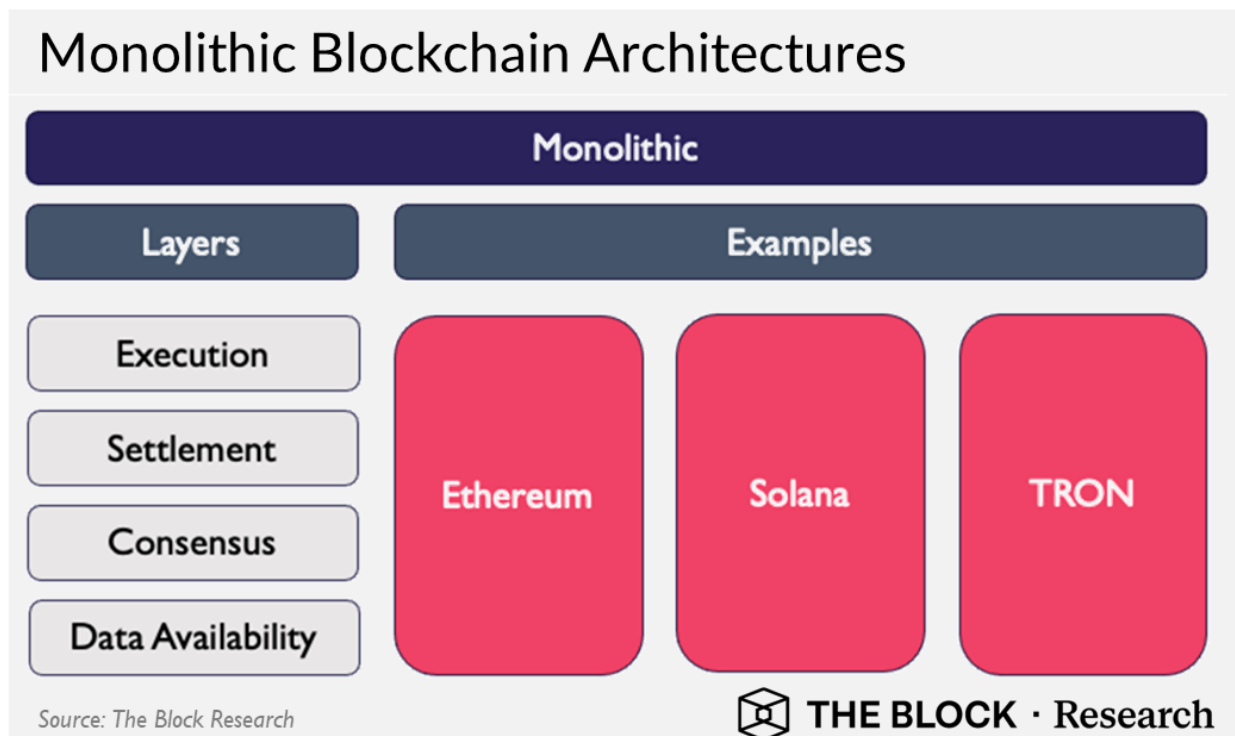 Monolithic Blockchain Architectures
Monolithic
Layers
Examples
Execution
Settlement
Consensus
Data Availability
Ethereum
Solana
TRON
Source: The Block Research
THE BLOCK · Research